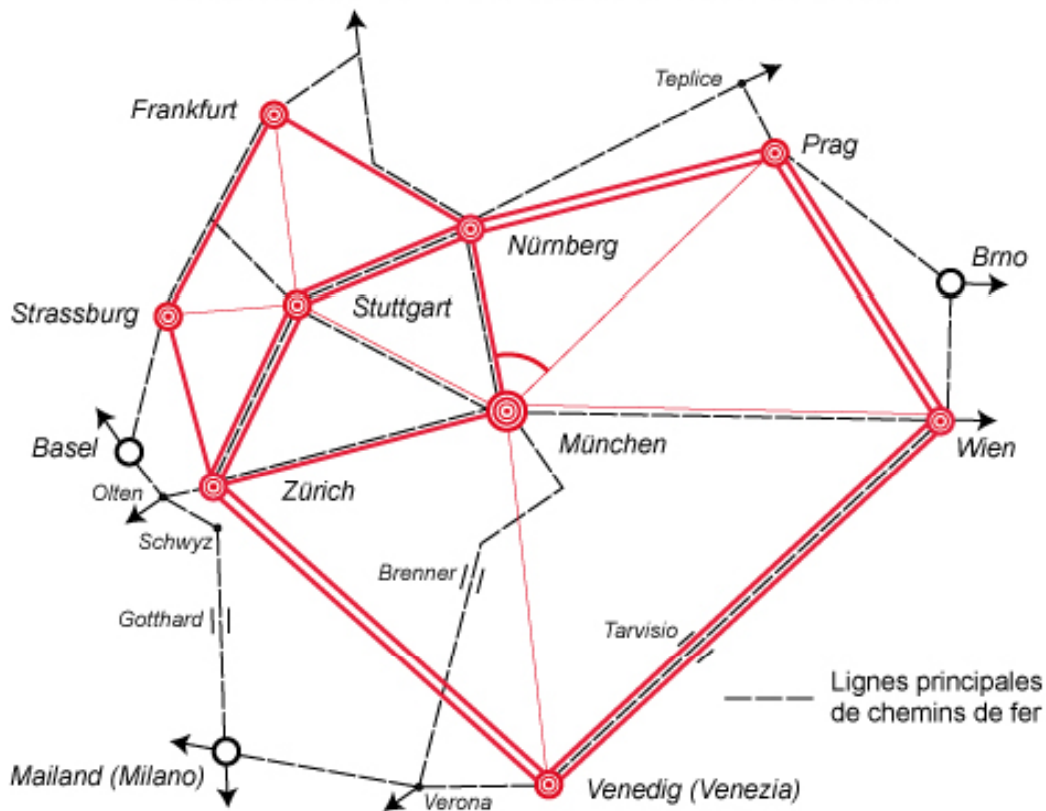 Teplice
Frankfurt
Prag
Nürnberg
Brno
Strassburg
Stuttgart
Basel
München
Wien
Olten
Zürich
Schwyz
Brenner
Gotthard
Tarvisio
Lignes principales
de chemins de fer
Mailand (Milano)
Verona
Venedig (Venezia)